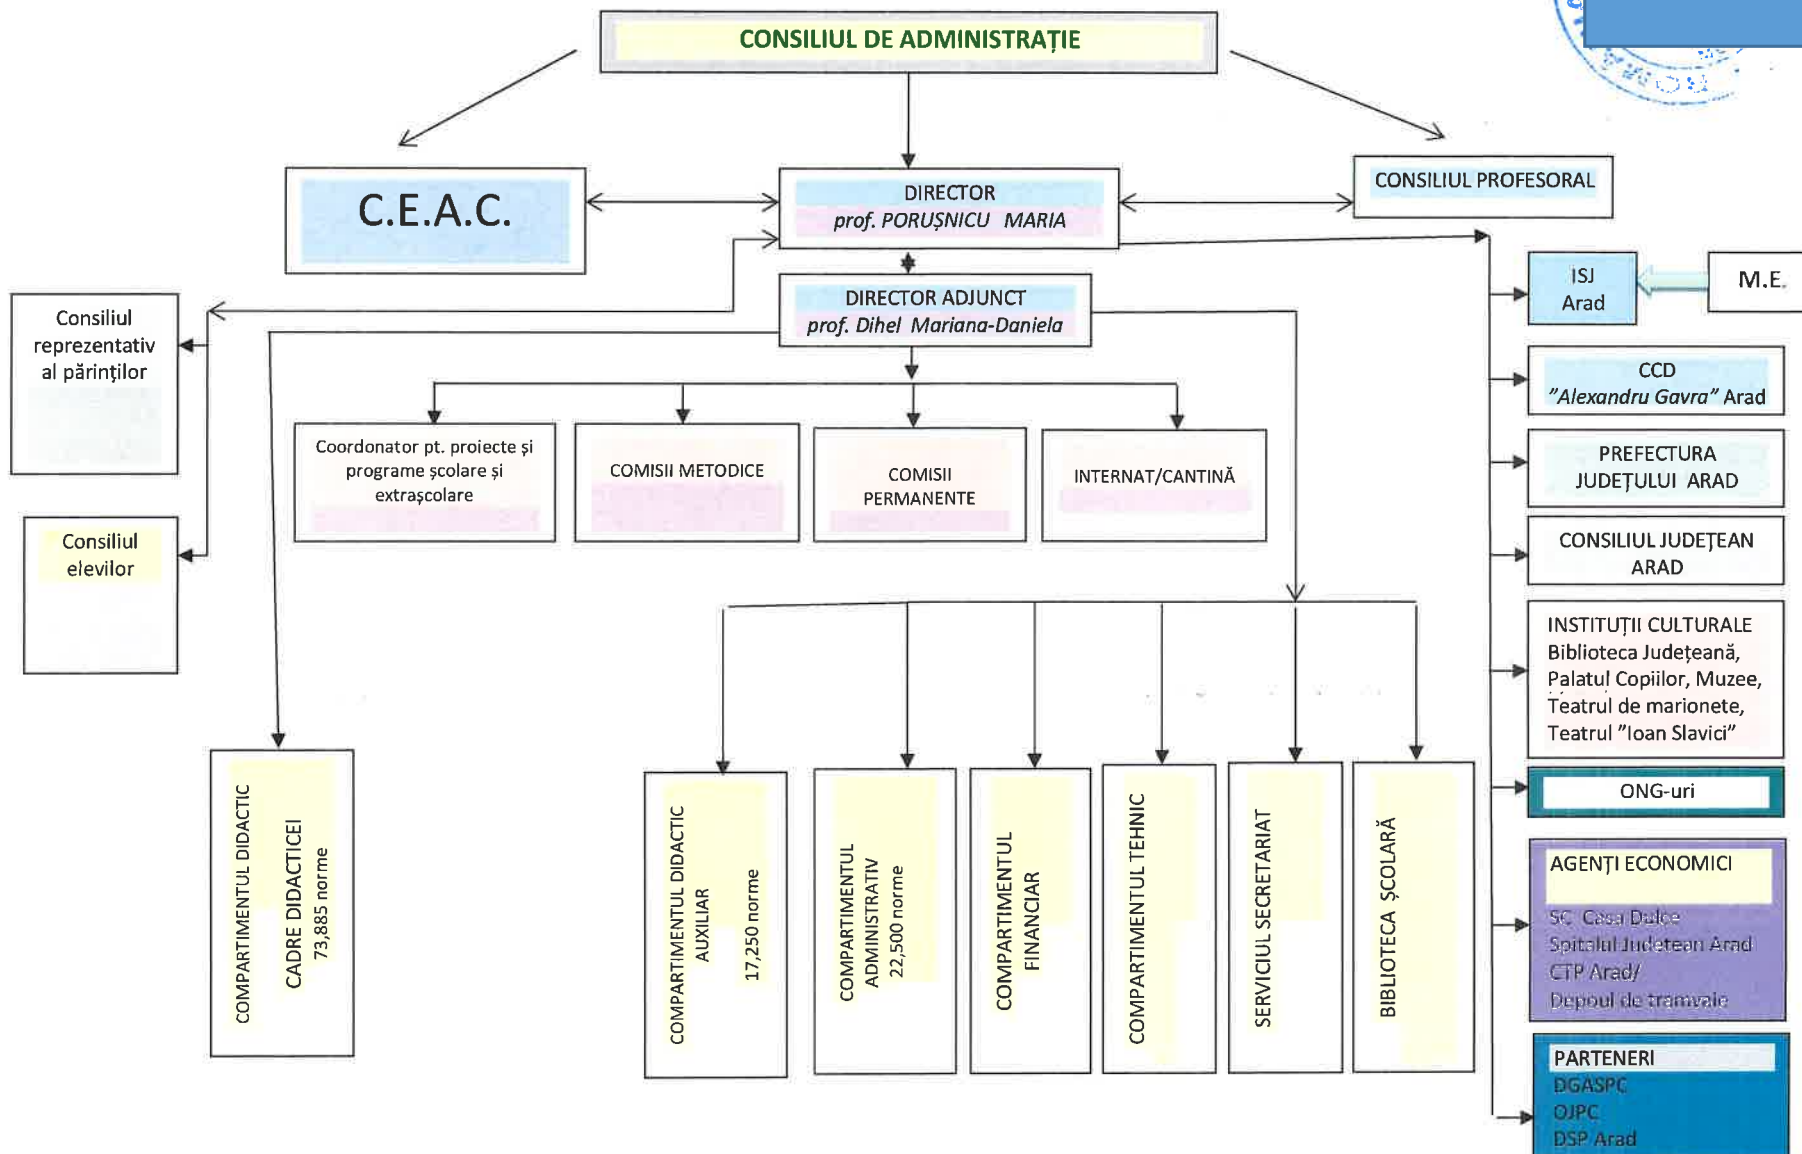 CONSILIUL DE ADMINISTRAȚIE
C.E.A.C.
DIRECTOR
prof. PORUȘNICU MARIA
CONSILIUL PROFESORAL
DIRECTOR ADJUNCT
prof. Dihel Mariana-Daniela
Consiliul
reprezentativ
al părinților
Consiliul
elevilor
Coordonator pt. proiecte și
programe școlare și
extrașcolare
COMISII METODICE
COMISII
PERMANENTE
INTERNAT/CANTINĂ
COMPARTIMENTUL DIDACTIC
CADRE DIDACTICEI
73,885 norme
COMPARTIMENTUL DIDACTIC
AUXILIAR
17,250 norme
COMPARTIMENTUL
ADMINISTRATIV
22,500 norme
COMPARTIMENTUL
FINANCIAR
COMPARTIMENTUL TEHNIC
SERVICIUL SECRETARIAT
BIBLIOTECA ȘCOLARĂ
ISJ
Arad
M.E.
CCD
"Alexandru Gavra" Arad
PREFECTURA
JUDEȚULUI ARAD
CONSILIUL JUDEȚEAN
ARAD
INSTITUȚII CULTURALE
Biblioteca Județeană,
Palatul Copiilor, Muzee,
Teatrul de marionete,
Teatrul "Ioan Slavici"
ONG-uri
AGENȚI ECONOMICI
SC Casa Dulce
Spitalul Judetean Arad
CTP Arad/
Depoul de tramvaie
PARTENERI
DGASPC
OJPC
DSP Arad